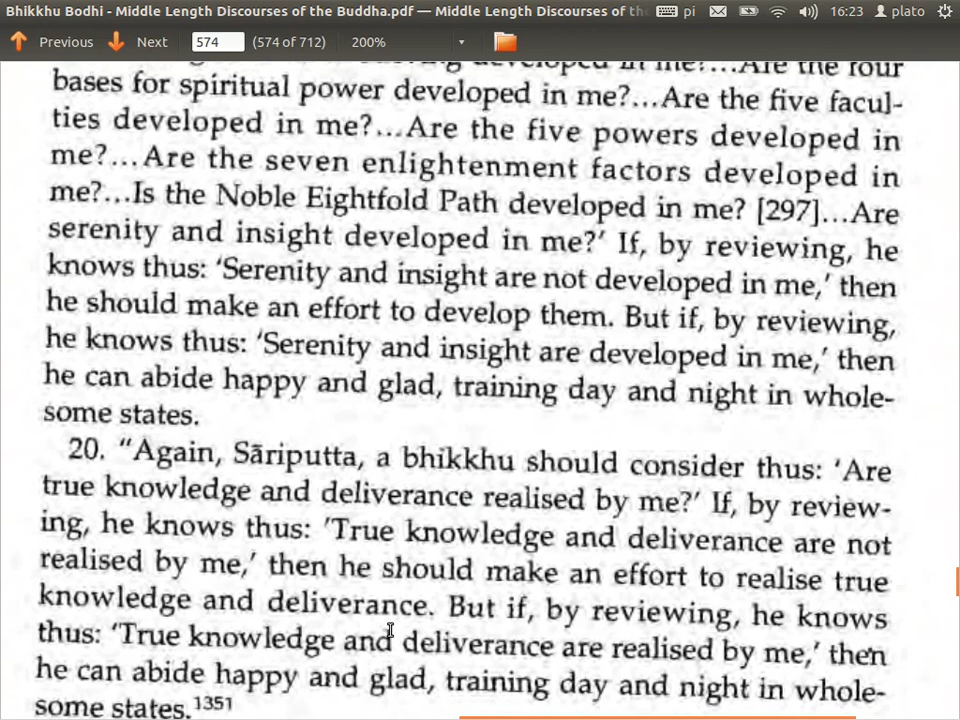 Bhikkhu Bodhi - Middle Length Discourses of the Buddha.pdf — Middle Length Discourses of the pi 16:23 plato
Previous Next 574 (574 of 712) 200%
developed in me?...Are the four
bases for spiritual power developed in me?...Are the five facul-
ties developed in me?...Are the five powers developed in
me?...Are the seven enlightenment factors developed in
me?...Is the Noble Eightfold Path developed in me? [297]...Are
serenity and insight developed in me?’ If, by reviewing, he
knows thus: ‘Serenity and insight are not developed in me,’ then
he should make an effort to develop them. But if, by reviewing,
he knows thus: ‘Serenity and insight are developed in me,’ then
he can abide happy and glad, training day and night in whole-
some states.
20. “Again, Sāriputta, a bhikkhu should consider thus: ‘Are
true knowledge and deliverance realised by me?’ If, by review-
ing, he knows thus: ‘True knowledge and deliverance are not
realised by me,’ then he should make an effort to realise true
knowledge and deliverance. But if, by reviewing, he knows
thus: ‘True knowledge and deliverance are realised by me,’ then
he can abide happy and glad, training day and night in whole-
some states.1351